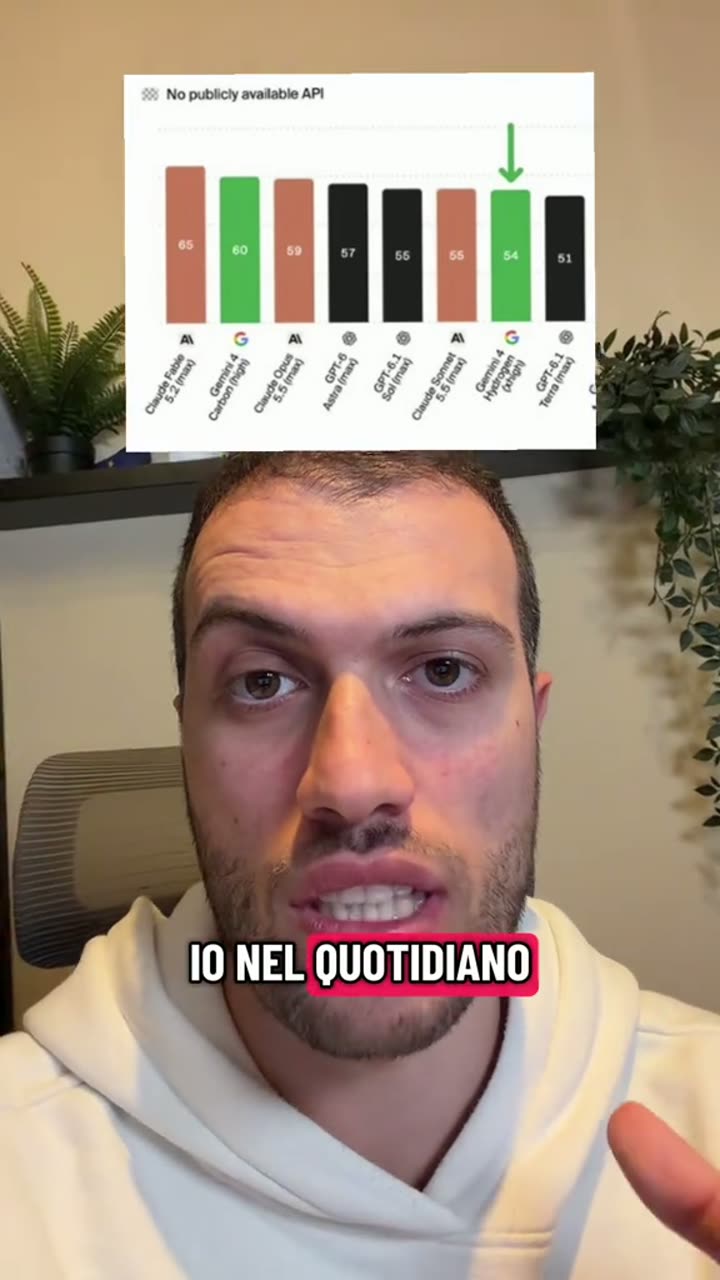 No publicly available API
65
60
59
57
55
55
54
51
Claude Fable
5.2 (max)
Gemini 4
Carbon (high)
Claude Opus
5.5 (max)
GPT-6
Astra (max)
GPT-6.1
Sol (max)
Claude Sonnet
5.5 (max)
Gemini 4
Hydrogen
(xhigh)
GPT-6.1
Terra (max)
IO NEL QUOTIDIANO